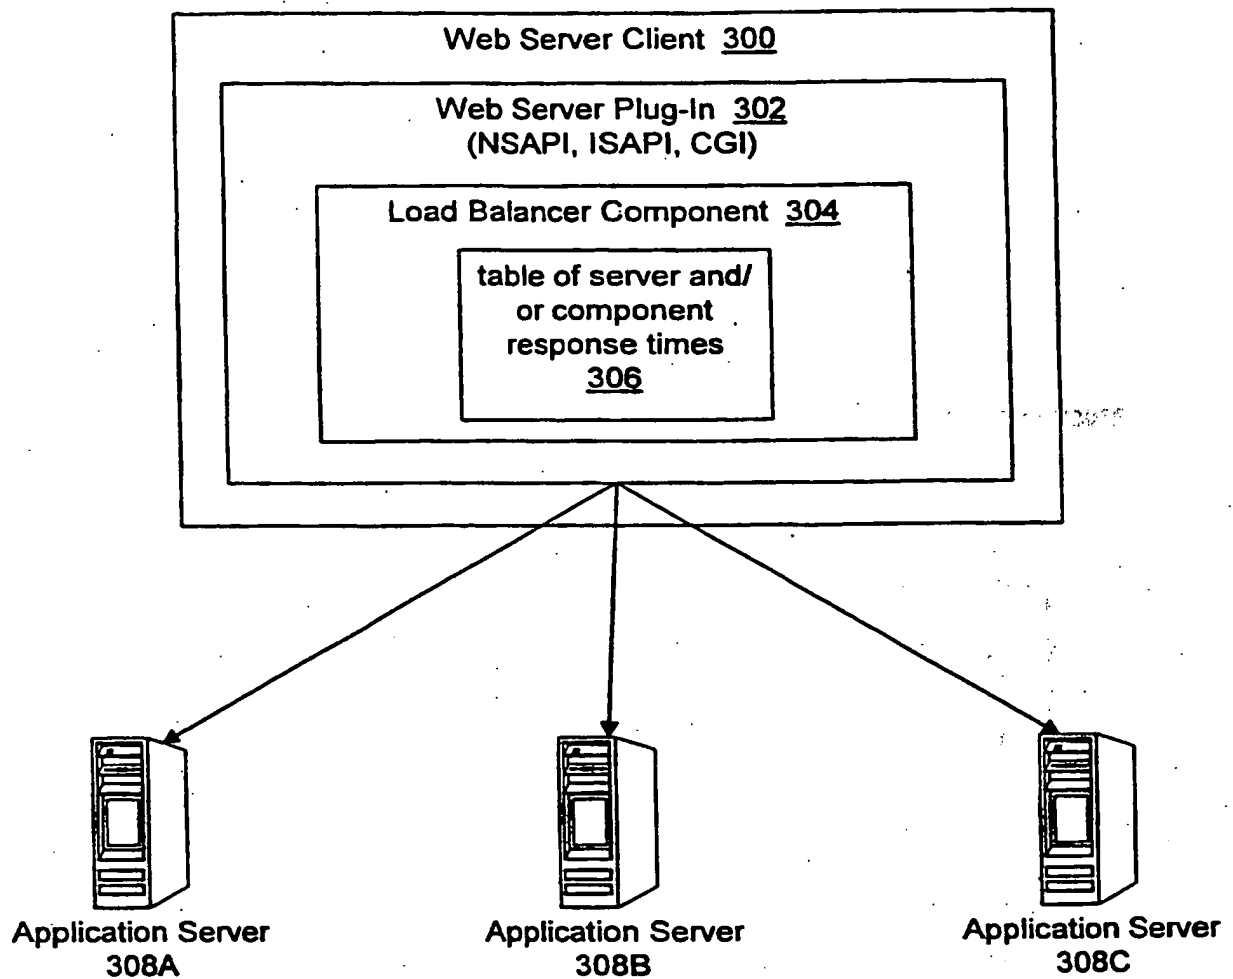 Web Server Client 300
Web Server Plug-In 302
(NSAPI, ISAPI, CGI)
Load Balancer Component 304
table of server and/
or component
response times
306
Application Server
308A
Application Server
308B
Application Server
308C